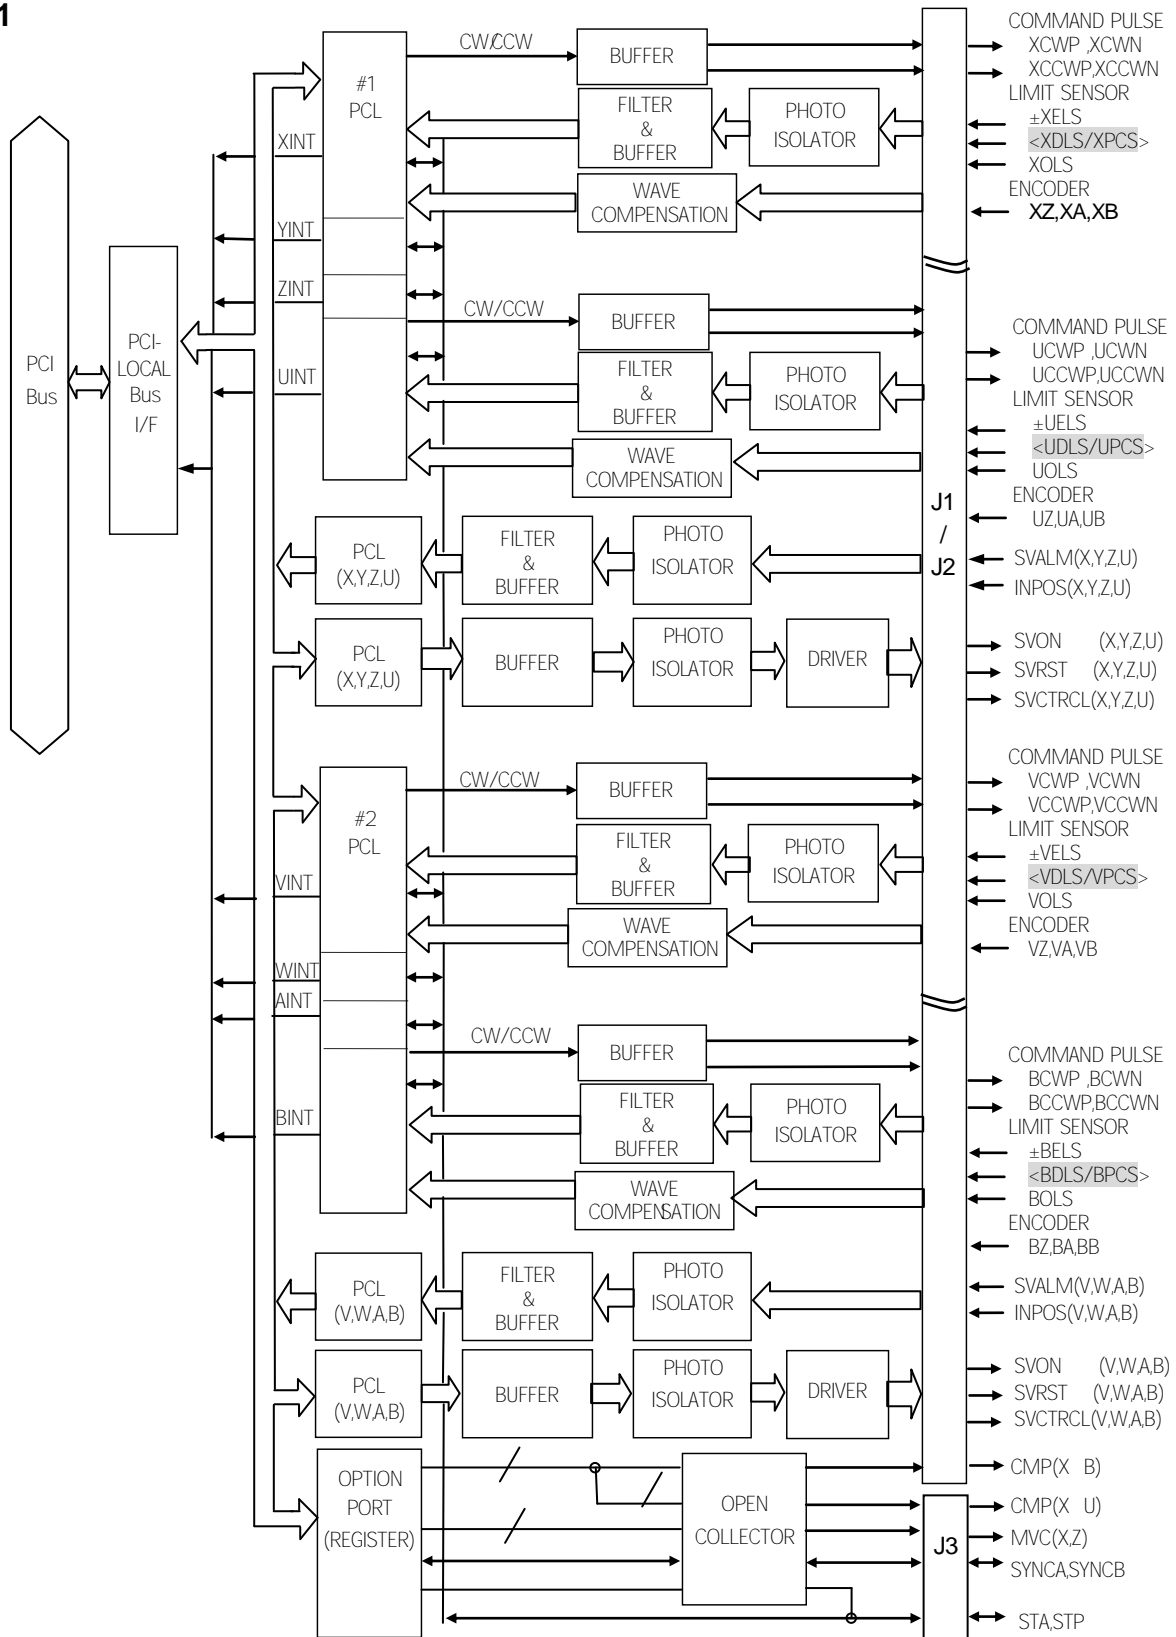 1
PCI
Bus
PCI-
LOCAL
Bus
I/F
XINT
YINT
ZINT
UINT
#1
PCL
CW/CCW
BUFFER
FILTER
&
BUFFER
PHOTO
ISOLATOR
WAVE
COMPENSATION
COMMAND PULSE
XCWP ,XCWN
XCCWP,XCCWN
LIMIT SENSOR
±XELS
<XDLS/XPCS>
XOLS
ENCODER
XZ,XA,XB
CW/CCW
BUFFER
FILTER
&
BUFFER
PHOTO
ISOLATOR
WAVE
COMPENSATION
COMMAND PULSE
UCWP ,UCWN
UCCWP,UCCWN
LIMIT SENSOR
±UELS
<UDLS/UPCS>
UOLS
ENCODER
UZ,UA,UB
J1
/
J2
PCL
(X,Y,Z,U)
FILTER
&
BUFFER
PHOTO
ISOLATOR
SVALM(X,Y,Z,U)
INPOS(X,Y,Z,U)
PCL
(X,Y,Z,U)
BUFFER
PHOTO
ISOLATOR
DRIVER
SVON (X,Y,Z,U)
SVRST (X,Y,Z,U)
SVCTRCL(X,Y,Z,U)
VINT
WINT
AINT
BINT
#2
PCL
CW/CCW
BUFFER
FILTER
&
BUFFER
PHOTO
ISOLATOR
WAVE
COMPENSATION
COMMAND PULSE
VCWP ,VCWN
VCCWP,VCCWN
LIMIT SENSOR
±VELS
<VDLS/VPCS>
VOLS
ENCODER
VZ,VA,VB
CW/CCW
BUFFER
FILTER
&
BUFFER
PHOTO
ISOLATOR
WAVE
COMPENSATION
COMMAND PULSE
BCWP ,BCWN
BCCWP,BCCWN
LIMIT SENSOR
±BELS
<BDLS/BPCS>
BOLS
ENCODER
BZ,BA,BB
PCL
(V,W,A,B)
FILTER
&
BUFFER
PHOTO
ISOLATOR
SVALM(V,W,A,B)
INPOS(V,W,A,B)
PCL
(V,W,A,B)
BUFFER
PHOTO
ISOLATOR
DRIVER
SVON (V,W,A,B)
SVRST (V,W,A,B)
SVCTRCL(V,W,A,B)
OPTION
PORT
(REGISTER)
OPEN
COLLECTOR
J3
CMP(X B)
CMP(X U)
MVC(X,Z)
SYNCA,SYNCB
STA,STP